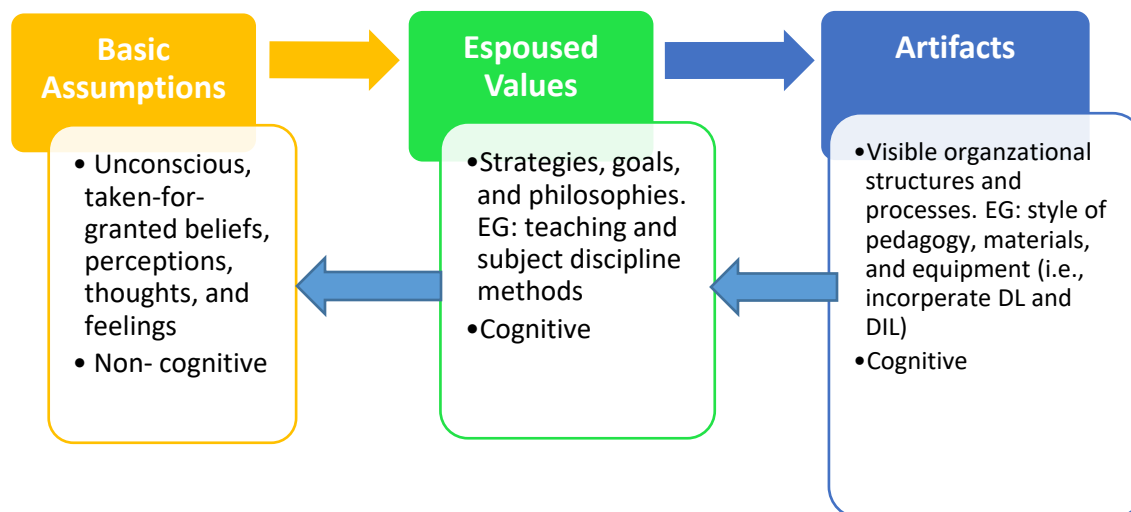 Basic
Assumptions
• Unconscious,
taken-for-
granted beliefs,
perceptions,
thoughts, and
feelings
• Non- cognitive
Espoused
Values
•Strategies, goals,
and philosophies.
EG: teaching and
subject discipline
methods
•Cognitive
Artifacts
•Visible organzational
structures and
processes. EG: style of
pedagogy, materials,
and equipment (i.e.,
incorperate DL and
DIL)
•Cognitive